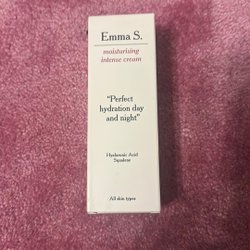 Emma S.
moisturising
intense cream
"Perfect
hydration day
and night"
Hyaluronic Acid
Squalene
All skin types